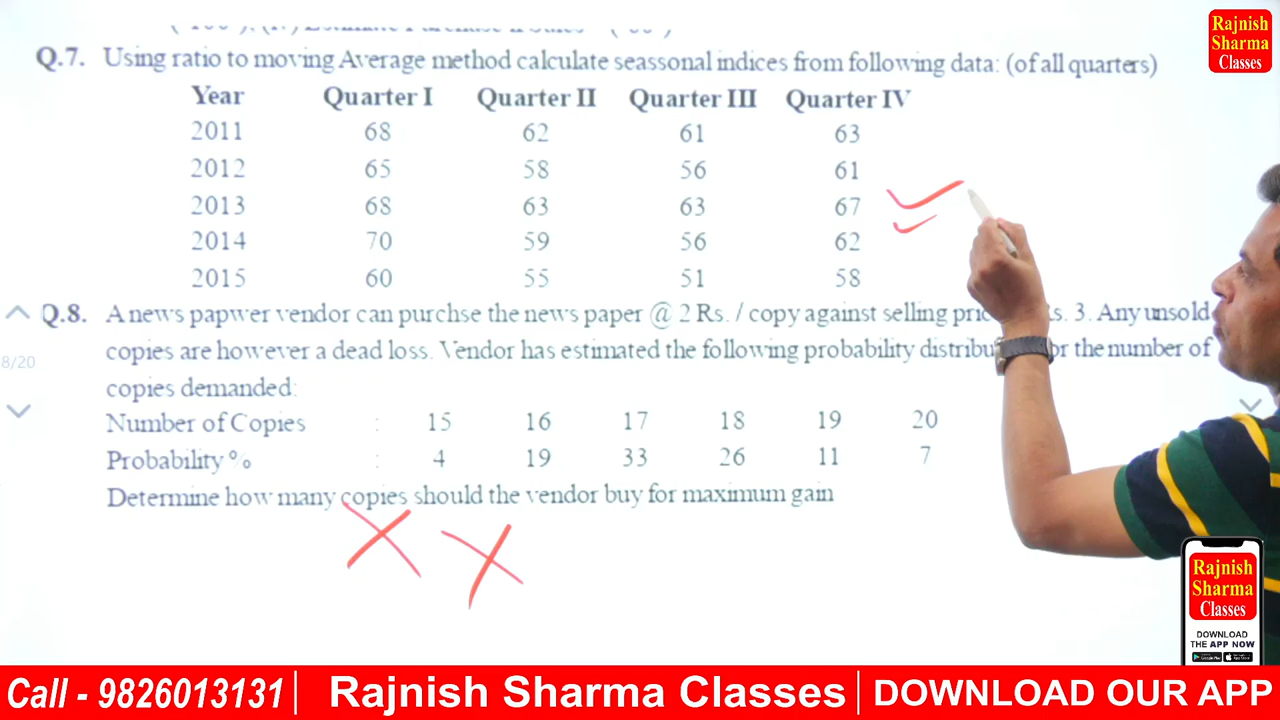 Rajnish
Sharma
Classes
Q.7. Using ratio to moving Average method calculate seassonal indices from following data: (of all quarters)
Year Quarter I Quarter II Quarter III Quarter IV
2011 68 62 61 63
2012 65 58 56 61
2013 68 63 63 67
2014 70 59 56 62
2015 60 55 51 58
Q.8. A news papwer vendor can purchse the news paper @ 2 Rs. / copy against selling 3. Any unsold
copies are however a dead loss. Vendor has estimated the following probability the number of
copies demanded:
8/20
Number of Copies : 15 16 17 18 19 20
Probability % : 4 19 33 26 11 7
Determine how many copies should the vendor buy for maximum gain
Rajnish
Sharma
Classes
DOWNLOAD
THE APP NOW
Call - 9826013131 | Rajnish Sharma Classes | DOWNLOAD OUR APP